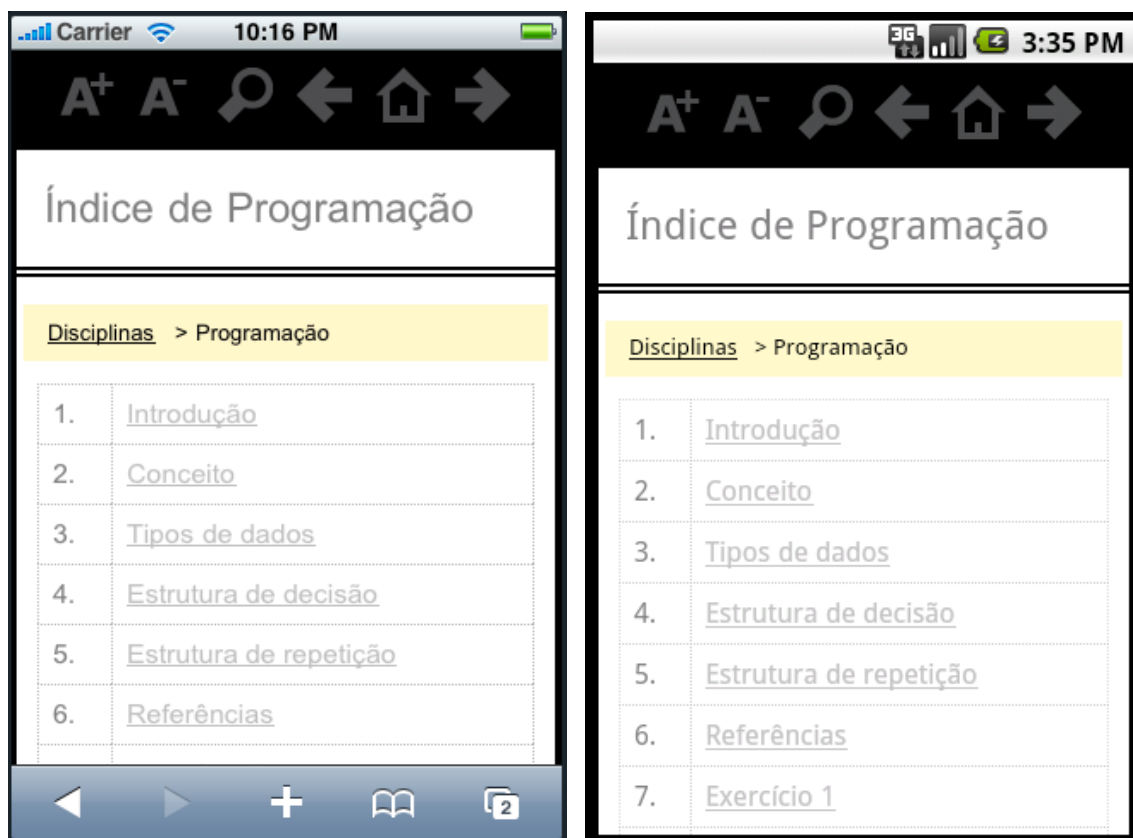 Carrier 10:16 PM
A+ A-
Índice de Programação
Disciplinas > Programação
1. Introdução
2. Conceito
3. Tipos de dados
4. Estrutura de decisão
5. Estrutura de repetição
6. Referências
2
3G 3:35 PM
A+ A-
Índice de Programação
Disciplinas > Programação
1. Introdução
2. Conceito
3. Tipos de dados
4. Estrutura de decisão
5. Estrutura de repetição
6. Referências
7. Exercício 1